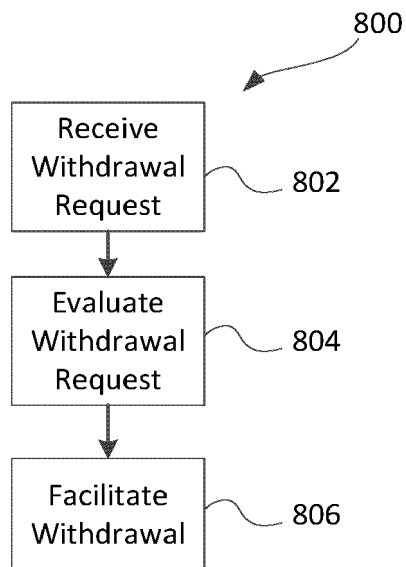 800
Receive
Withdrawal
Request
802
Evaluate
Withdrawal
Request
804
Facilitate
Withdrawal
806